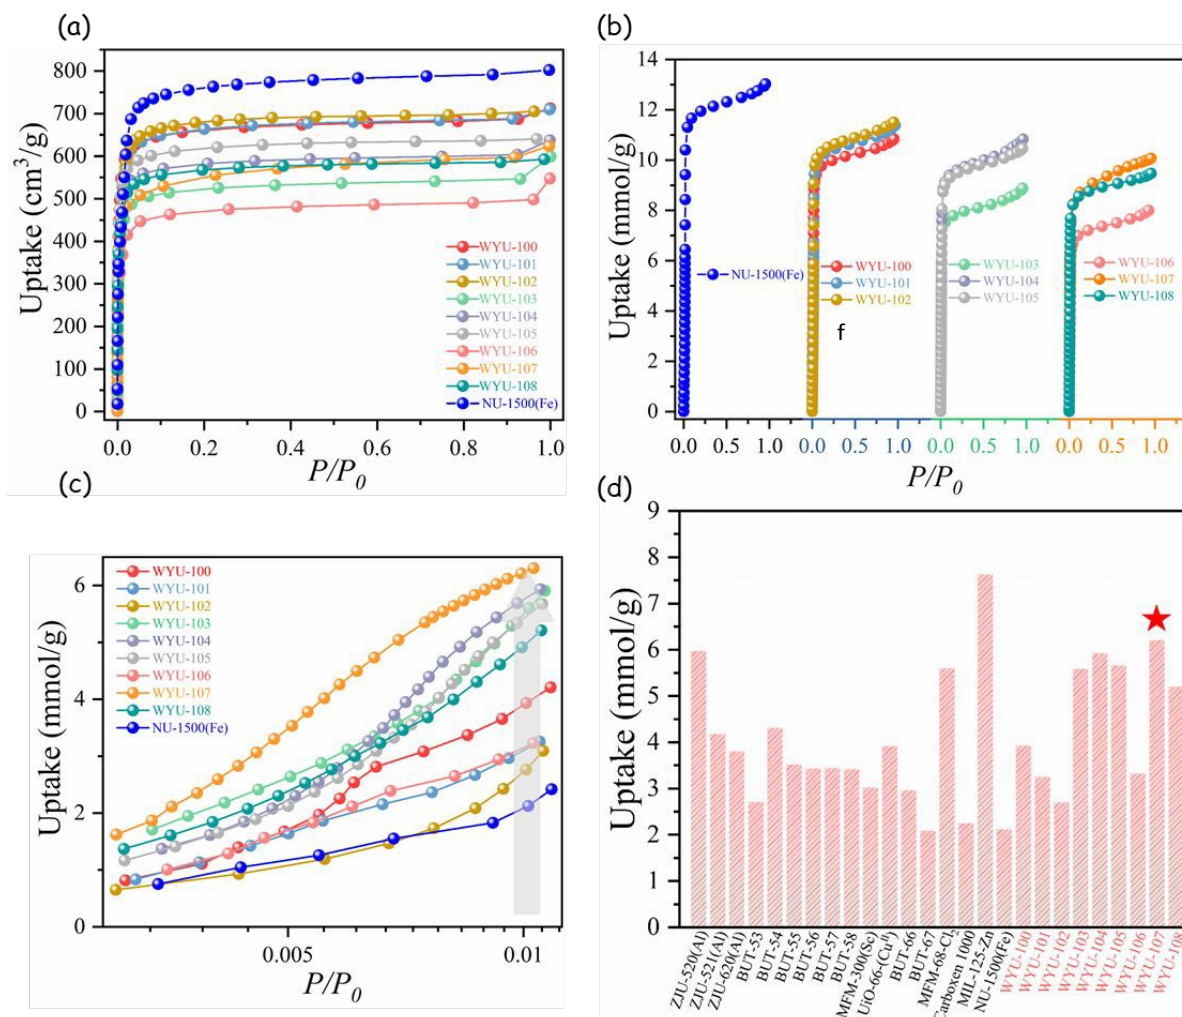 (a)
800
700
600
500
400
300
200
100
0
Uptake (cm³/g)
WYU-100
WYU-101
WYU-102
WYU-103
WYU-104
WYU-105
WYU-106
WYU-107
WYU-108
NU-1500(Fe)
0.0 0.2 0.4 0.6 0.8 1.0
P/P₀
(b)
14
12
10
8
6
4
2
0
Uptake (mmol/g)
NU-1500(Fe)
WYU-100
WYU-101
WYU-102
f
WYU-103
WYU-104
WYU-105
WYU-106
WYU-107
WYU-108
0.0 0.5 1.0 0.0 0.5 1.0 0.0 0.5 1.0 0.0 0.5 1.0
P/P₀
(c)
6
4
2
0
Uptake (mmol/g)
WYU-100
WYU-101
WYU-102
WYU-103
WYU-104
WYU-105
WYU-106
WYU-107
WYU-108
NU-1500(Fe)
0.005 0.01
P/P₀
(d)
9
8
7
6
5
4
3
2
1
0
Uptake (mmol/g)
ZJU-520(Al)
ZJU-521(Al)
ZJU-620(Al)
BUT-53
BUT-54
BUT-55
BUT-56
BUT-57
BUT-58
MFM-300(Sc)
UiO-66-(Cuᴵᴵ)
BUT-66
BUT-67
MFM-68-Cl₂
Carboxen 1000
MIL-125-Zn
NU-1500(Fe)
WYU-100
WYU-101
WYU-102
WYU-103
WYU-104
WYU-105
WYU-106
WYU-107
WYU-108